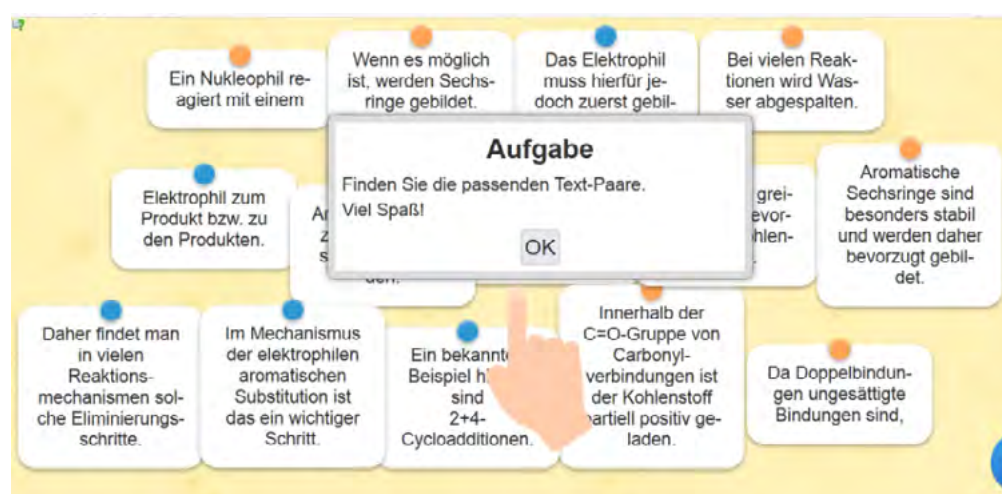 Ein Nukleophil re-
agiert mit einem
Wenn es möglich
ist, werden Sechs-
ringe gebildet.
Das Elektrophil
muss hierfür je-
doch zuerst gebil-
Bei vielen Reak-
tionen wird Was-
ser abgespalten.
Aufgabe
Finden Sie die passenden Text-Paare.
Viel Spaß!
OK
Elektrophil zum
Produkt bzw. zu
den Produkten.
Aromatische
Sechsringe sind
besonders stabil
und werden daher
bevorzugt gebil-
det.
Daher findet man
in vielen
Reaktions-
mechanismen sol-
che Eliminierungs-
schritte.
Im Mechanismus
der elektrophilen
aromatischen
Substitution ist
das ein wichtiger
Schritt.
Ein bekannte
Beispiel hi
sind
2+4-
Cycloadditionen.
Innerhalb der
C=O-Gruppe von
Carbonyl-
verbindungen ist
der Kohlenstoff
partiell positiv ge-
laden.
Da Doppelbindun-
gen ungesättigte
Bindungen sind,